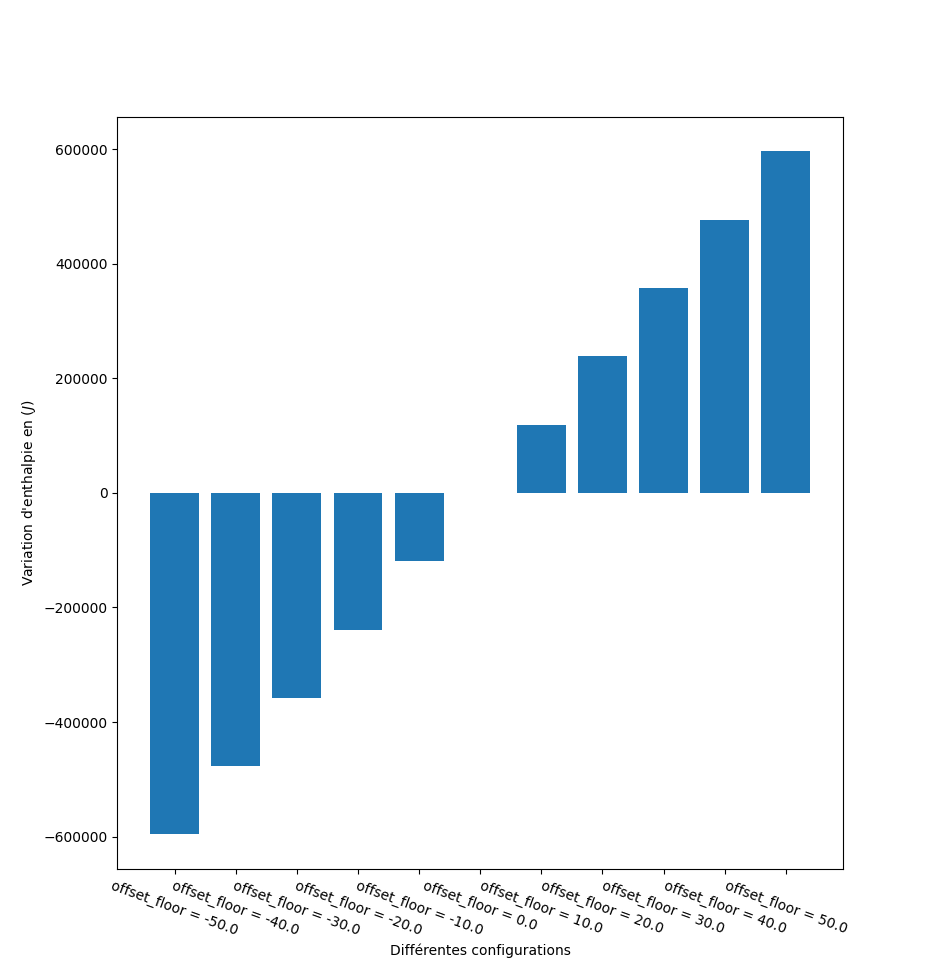 600000
400000
200000
0
−200000
−400000
−600000
Variation d'enthalpie en (J)
offset_floor = -50.0
offset_floor = -40.0
offset_floor = -30.0
offset_floor = -20.0
offset_floor = -10.0
offset_floor = 0.0
offset_floor = 10.0
offset_floor = 20.0
offset_floor = 30.0
offset_floor = 40.0
offset_floor = 50.0
Différentes configurations